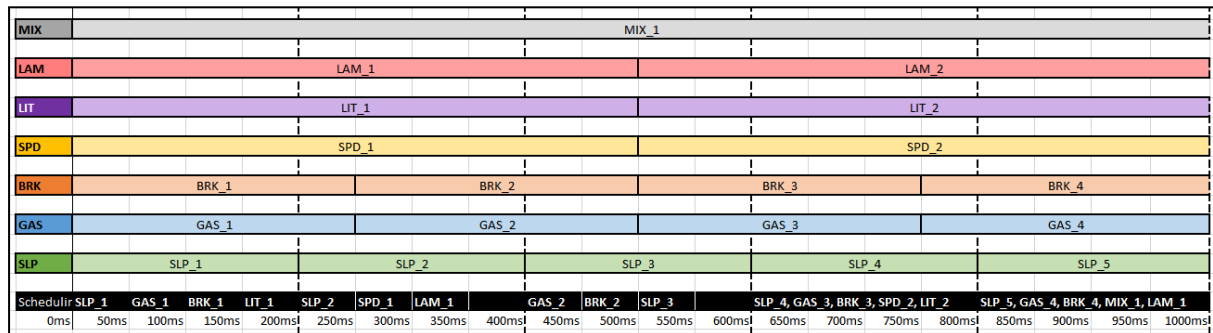 MIX MIX_1
LAM LAM_1 LAM_2
LIT LIT_1 LIT_2
SPD SPD_1 SPD_2
BRK BRK_1 BRK_2 BRK_3 BRK_4
GAS GAS_1 GAS_2 GAS_3 GAS_4
SLP SLP_1 SLP_2 SLP_3 SLP_4 SLP_5
Schedulin SLP_1 GAS_1 BRK_1 LIT_1 SLP_2 SPD_1 LAM_1 GAS_2 BRK_2 SLP_3 SLP_4, GAS_3, BRK_3, SPD_2, LIT_2 SLP_5, GAS_4, BRK_4, MIX_1, LAM_1
0ms 50ms 100ms 150ms 200ms 250ms 300ms 350ms 400ms 450ms 500ms 550ms 600ms 650ms 700ms 750ms 800ms 850ms 900ms 950ms 1000ms